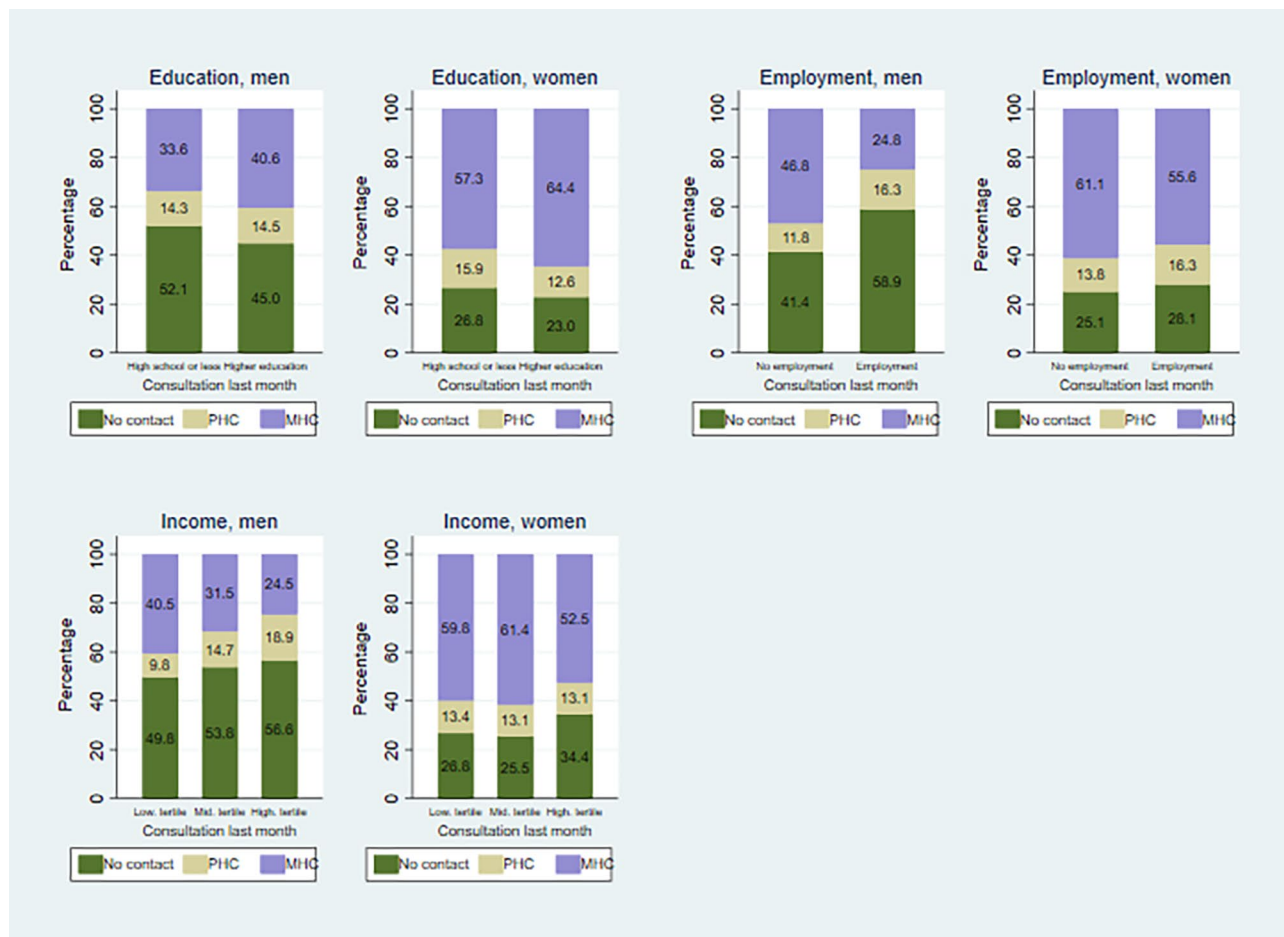 Education, men
Percentage
100
80
60
40
20
0
33.6
40.6
14.3
14.5
52.1
45.0
High school or less Higher education
Consultation last month
No contact PHC MHC
Education, women
Percentage
100
80
60
40
20
0
57.3
64.4
15.9
12.6
26.8
23.0
High school or less Higher education
Consultation last month
No contact PHC MHC
Employment, men
Percentage
100
80
60
40
20
0
46.8
24.8
11.8
16.3
41.4
58.9
No employment Employment
Consultation last month
No contact PHC MHC
Employment, women
Percentage
100
80
60
40
20
0
61.1
55.6
13.8
16.3
25.1
28.1
No employment Employment
Consultation last month
No contact PHC MHC
Income, men
Percentage
100
80
60
40
20
0
40.5
31.5
24.5
9.8
14.7
18.9
49.8
53.8
56.6
Low. tertile Mid. tertile High. tertile
Consultation last month
No contact PHC MHC
Income, women
Percentage
100
80
60
40
20
0
59.8
61.4
52.5
13.4
13.1
13.1
26.8
25.5
34.4
Low. tertile Mid. tertile High. tertile
Consultation last month
No contact PHC MHC